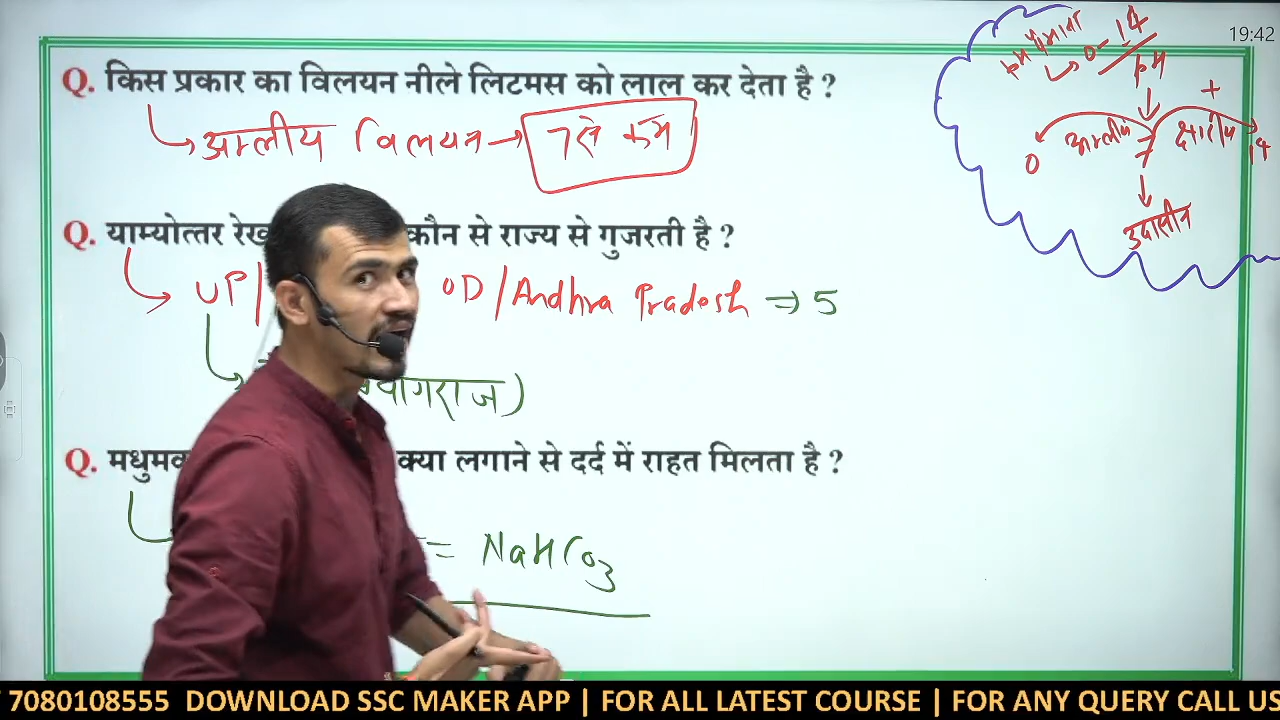 19:42
Q. किस प्रकार का विलयन नीले लिटमस को लाल कर देता है ?
अम्लीय विलयन → 7 से कम
PH पैमाना
0-14
PH
+
0 अम्लीय 7 क्षारीय 14
उदासीन
Q. याम्योत्तर रेख कौन से राज्य से गुजरती है ?
UP/ OD/Andhra Pradesh ⇒ 5
यागराज)
Q. मधुमक क्या लगाने से दर्द में राहत मिलता है ?
= NaHCO3
7080108555 DOWNLOAD SSC MAKER APP | FOR ALL LATEST COURSE | FOR ANY QUERY CALL US